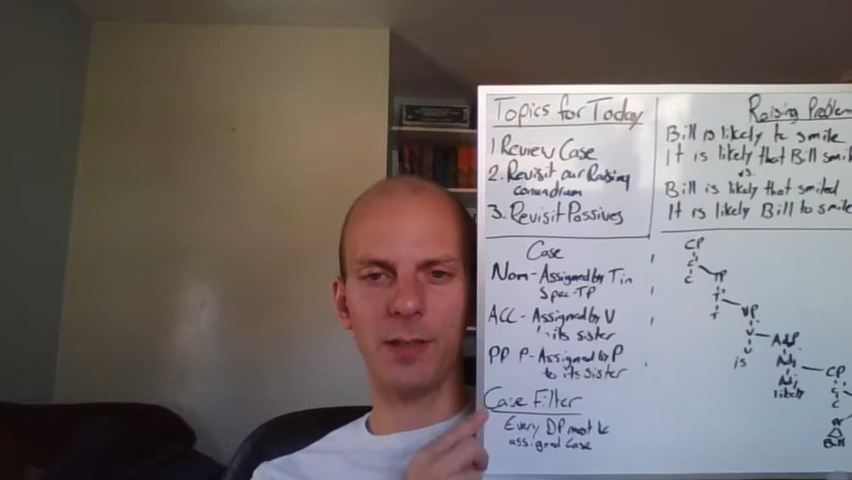 Topics for Today
1. Review Case
2. Revisit our Raising
conundrum
3. Revisit Passives
Raising Problem
Bill is likely to smile
It is likely that Bill smil
vs.
Bill is likely that smiled
It is likely Bill to smile
Case
Nom-Assigned by T in
Spec-TP
ACC-Assigned by V
its sister
PP P-Assigned by P
to its sister
Case Filter
Every DP must be
assigned case
CP
C'
C
TP
T'
T
VP
V'
V
is
AdjP
Adj'
Adj
likely
CP
C'
C
Bill